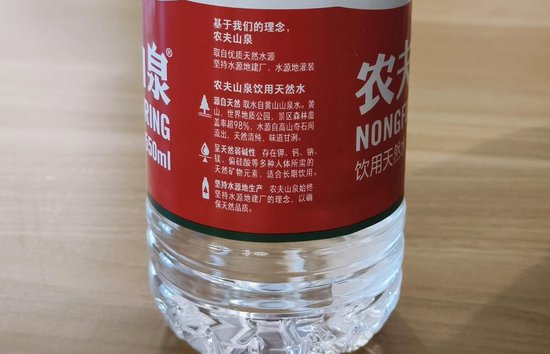 基于我们的理念，
农夫山泉
取自优质天然水源
坚持水源地建厂、水源地灌装
农夫山泉饮用天然水
源自天然 取水自黄山山泉水。黄
山，世界地质公园，景区森林覆
盖率超98%，水源自高山奇石间
流出，天然清纯，味道甘洌。
呈天然弱碱性 存在钾、钙、钠、
镁、偏硅酸等多种人体所需的
天然矿物元素，适合长期饮用。
坚持水源地生产 农夫山泉始终
坚持水源地建厂的理念，以确
保天然品质。
泉®
RING
550ml
农夫
NONGF
饮用天然